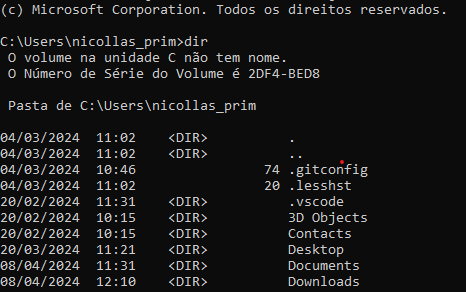 (c) Microsoft Corporation. Todos os direitos reservados.
C:\Users\nicollas_prim>dir
O volume na unidade C não tem nome.
O Número de Série do Volume é 2DF4-BED8
Pasta de C:\Users\nicollas_prim
04/03/2024  11:02    <DIR>          .
04/03/2024  11:02    <DIR>          ..
04/03/2024  10:46                74 .gitconfig
04/03/2024  11:02                20 .lesshst
20/02/2024  11:31    <DIR>          .vscode
20/02/2024  10:15    <DIR>          3D Objects
20/02/2024  10:15    <DIR>          Contacts
20/03/2024  11:21    <DIR>          Desktop
08/04/2024  11:31    <DIR>          Documents
08/04/2024  12:10    <DIR>          Downloads